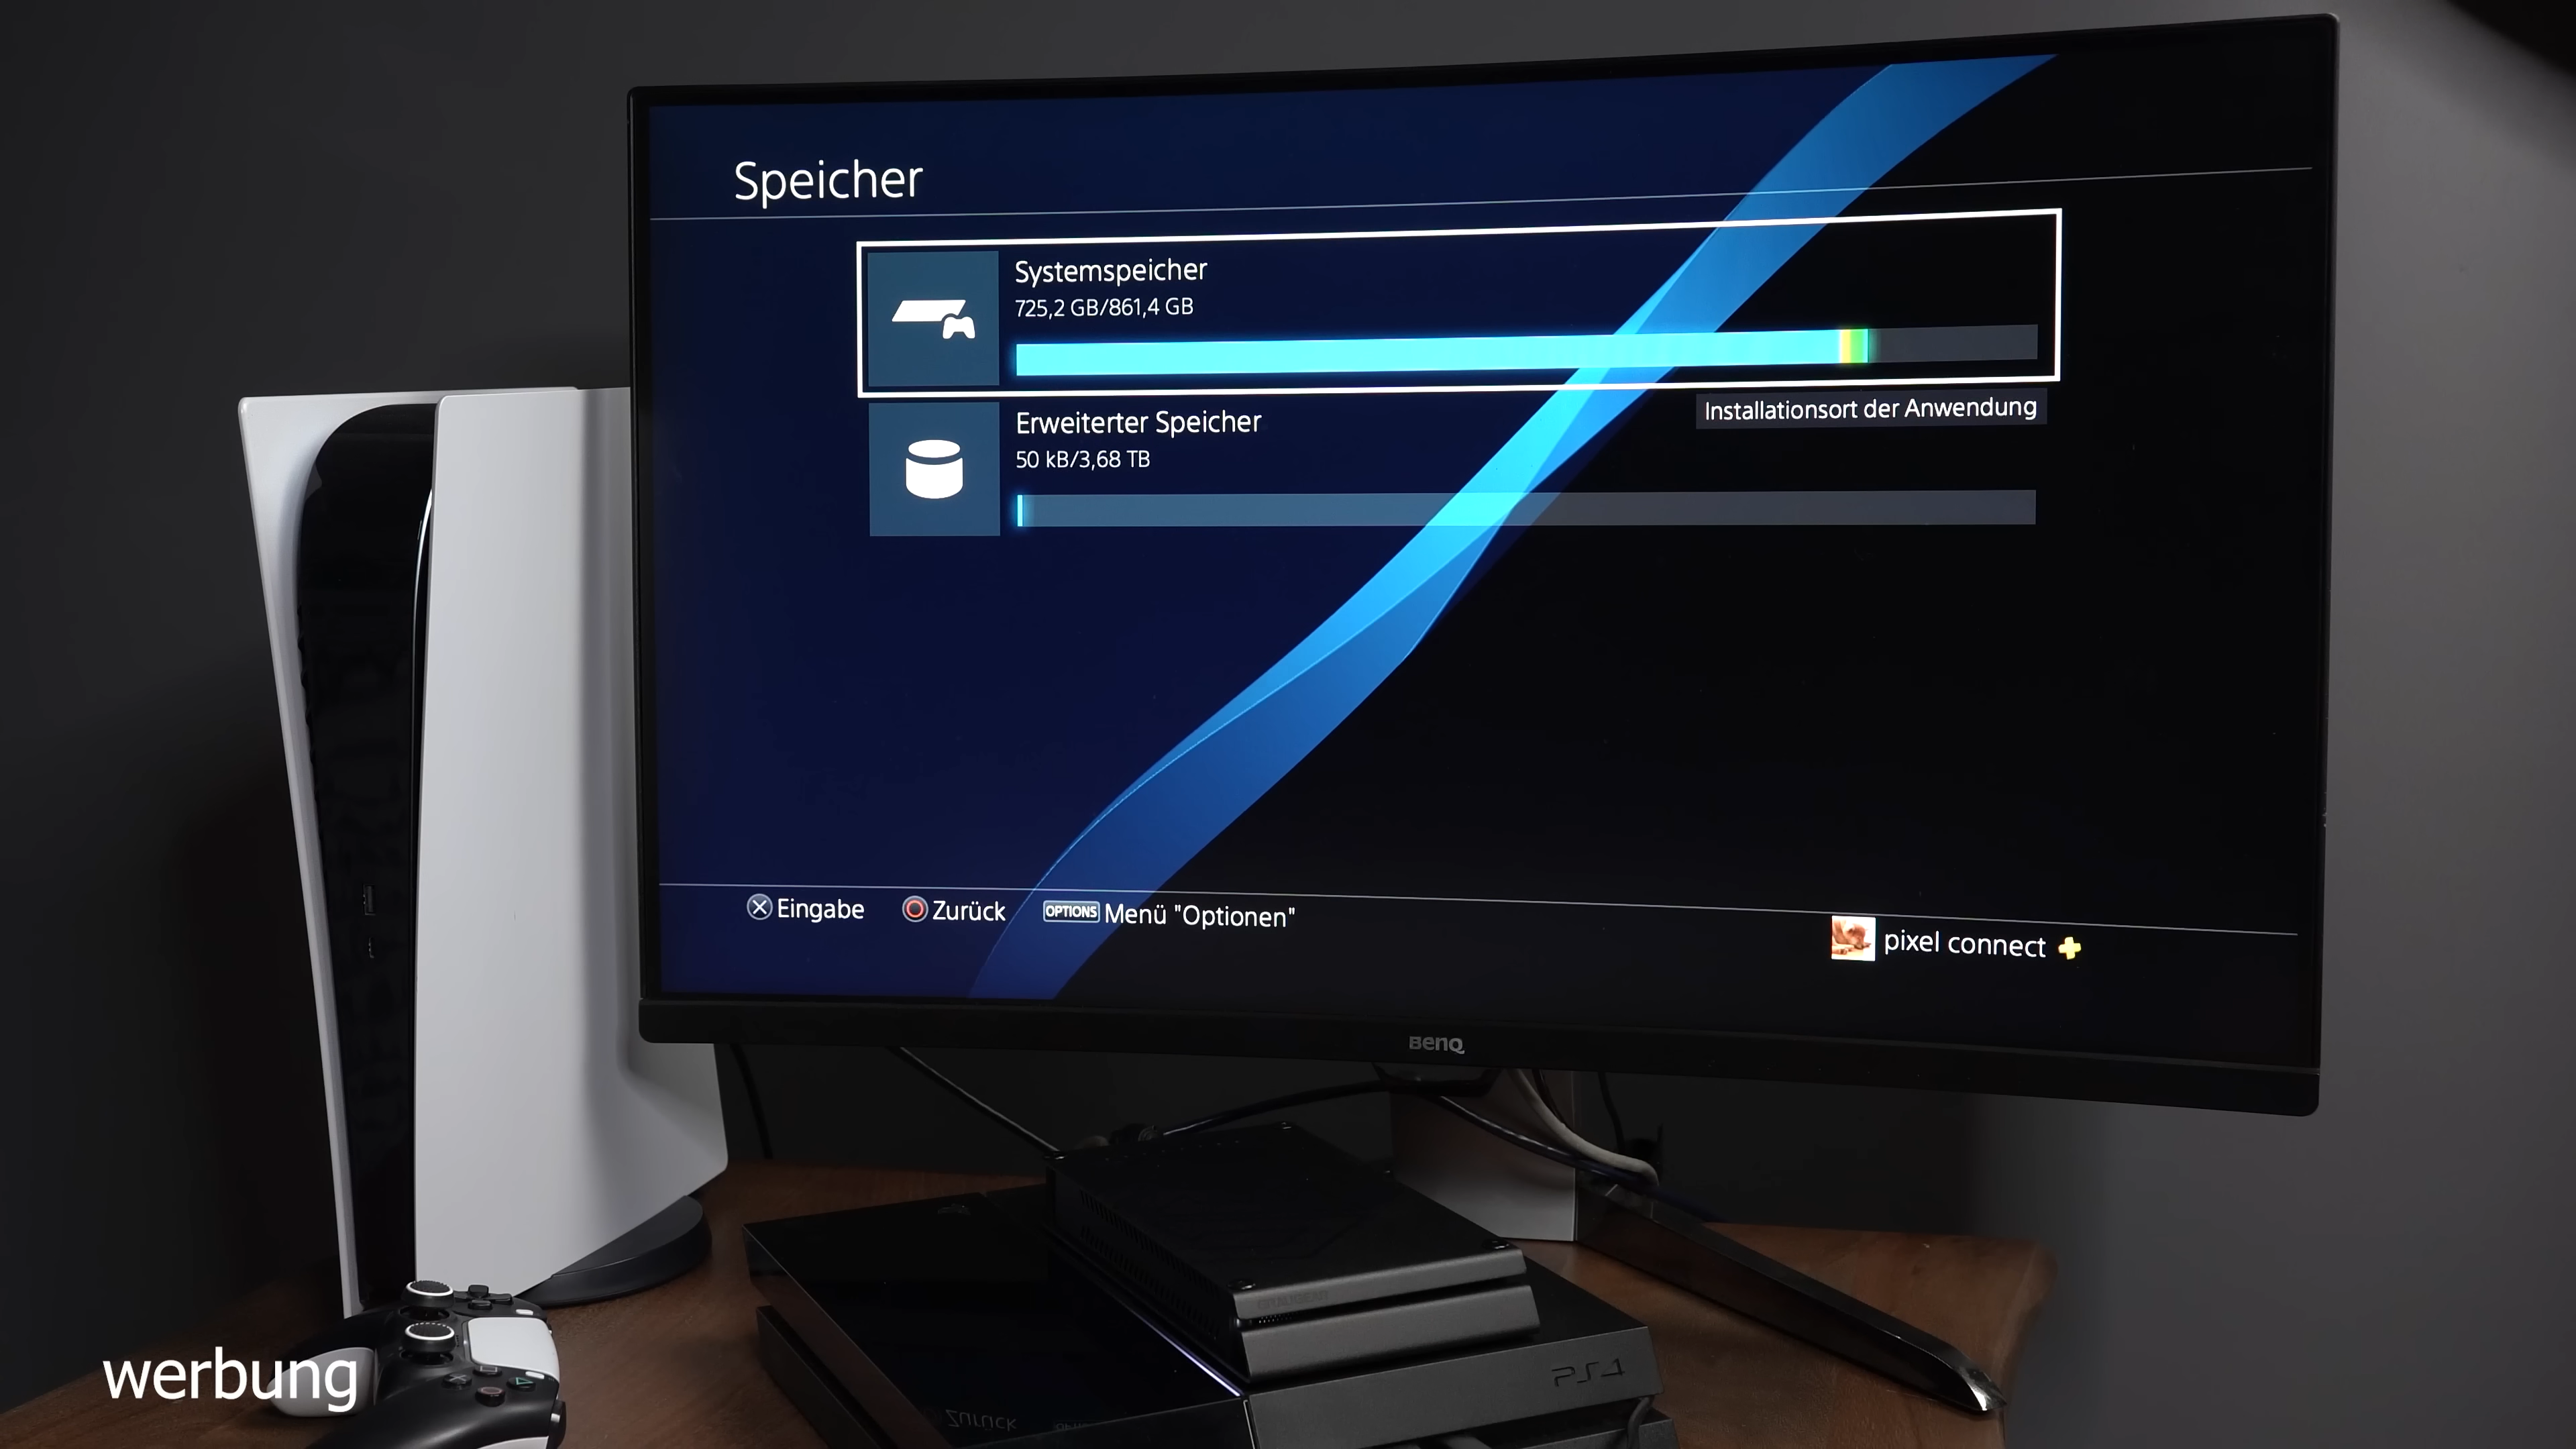 Speicher
Systemspeicher
725,2 GB/861,4 GB
Installationsort der Anwendung
Erweiterter Speicher
50 kB/3,68 TB
Eingabe
Zurück
OPTIONS Menü "Optionen"
pixel connect
BenQ
PS4
Zurück
werbung